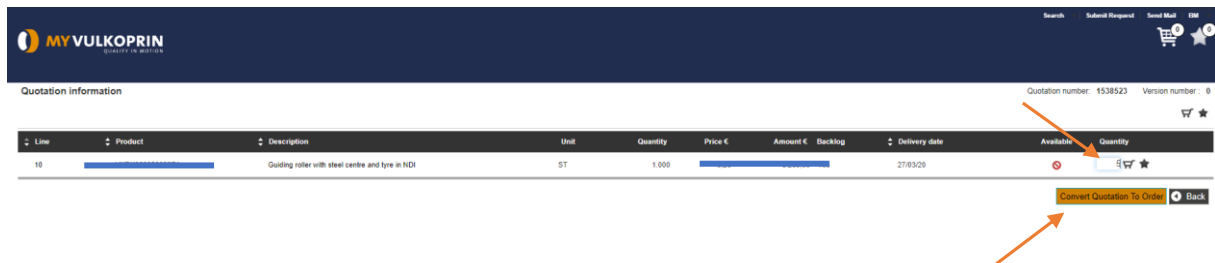 Search Submit Request Send Mail BM
0 0
MYVULKOPRIN
QUALITY IN MOTION
Quotation information Quotation number: 1538523 Version number : 0
Line Product Description Unit Quantity Price € Amount € Backlog Delivery date Available Quantity
10 Guiding roller with steel centre and tyre in NDI ST 1.000 27/03/20
Convert Quotation To Order Back